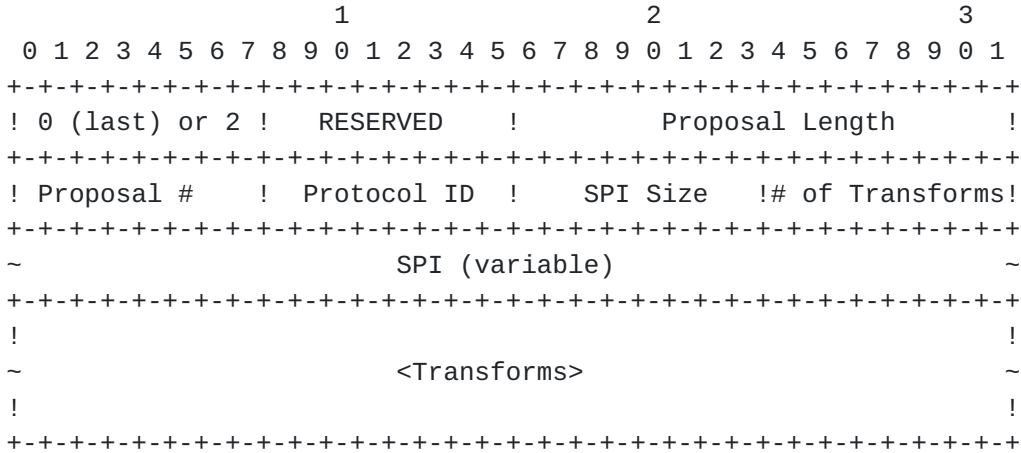 1                   2                   3
 0 1 2 3 4 5 6 7 8 9 0 1 2 3 4 5 6 7 8 9 0 1 2 3 4 5 6 7 8 9 0 1
+-+-+-+-+-+-+-+-+-+-+-+-+-+-+-+-+-+-+-+-+-+-+-+-+-+-+-+-+-+-+-+-+
! 0 (last) or 2 !   RESERVED    !         Proposal Length       !
+-+-+-+-+-+-+-+-+-+-+-+-+-+-+-+-+-+-+-+-+-+-+-+-+-+-+-+-+-+-+-+-+
! Proposal #    !  Protocol ID  !    SPI Size   !# of Transforms!
+-+-+-+-+-+-+-+-+-+-+-+-+-+-+-+-+-+-+-+-+-+-+-+-+-+-+-+-+-+-+-+-+
~                        SPI (variable)                         ~
+-+-+-+-+-+-+-+-+-+-+-+-+-+-+-+-+-+-+-+-+-+-+-+-+-+-+-+-+-+-+-+-+
!                                                               !
~                        <Transforms>                           ~
!                                                               !
+-+-+-+-+-+-+-+-+-+-+-+-+-+-+-+-+-+-+-+-+-+-+-+-+-+-+-+-+-+-+-+-+